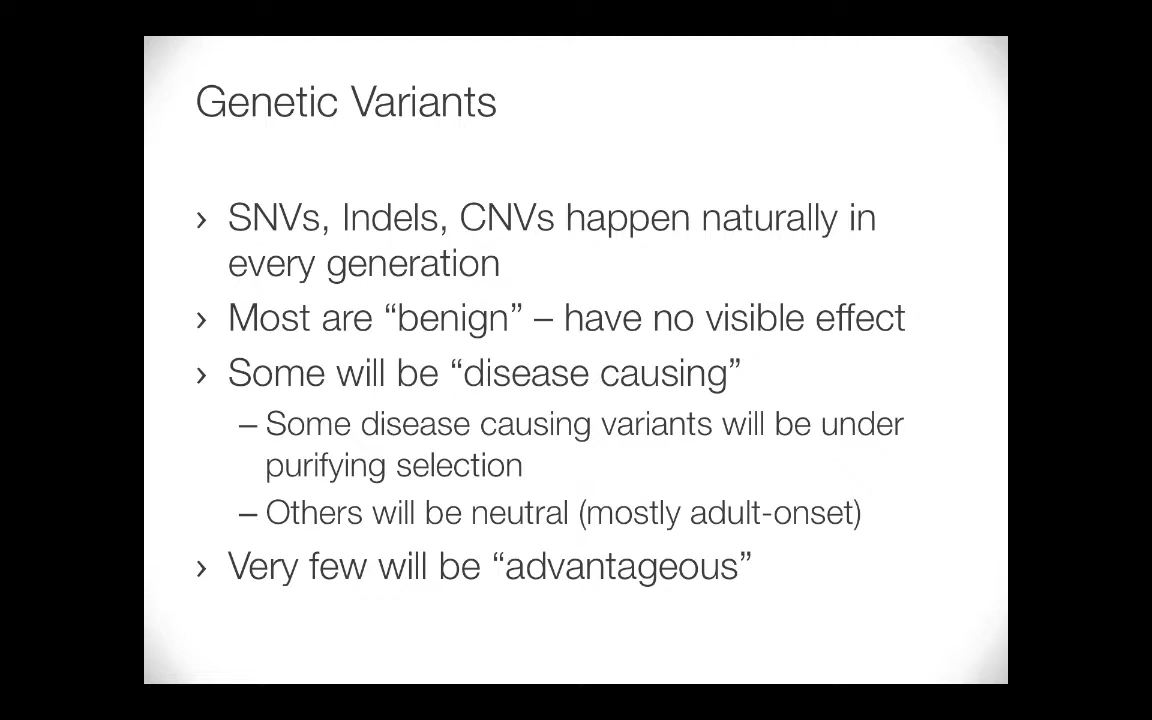 Genetic Variants
› SNVs, Indels, CNVs happen naturally in
every generation
› Most are “benign” – have no visible effect
› Some will be “disease causing”
– Some disease causing variants will be under
purifying selection
– Others will be neutral (mostly adult-onset)
› Very few will be “advantageous”